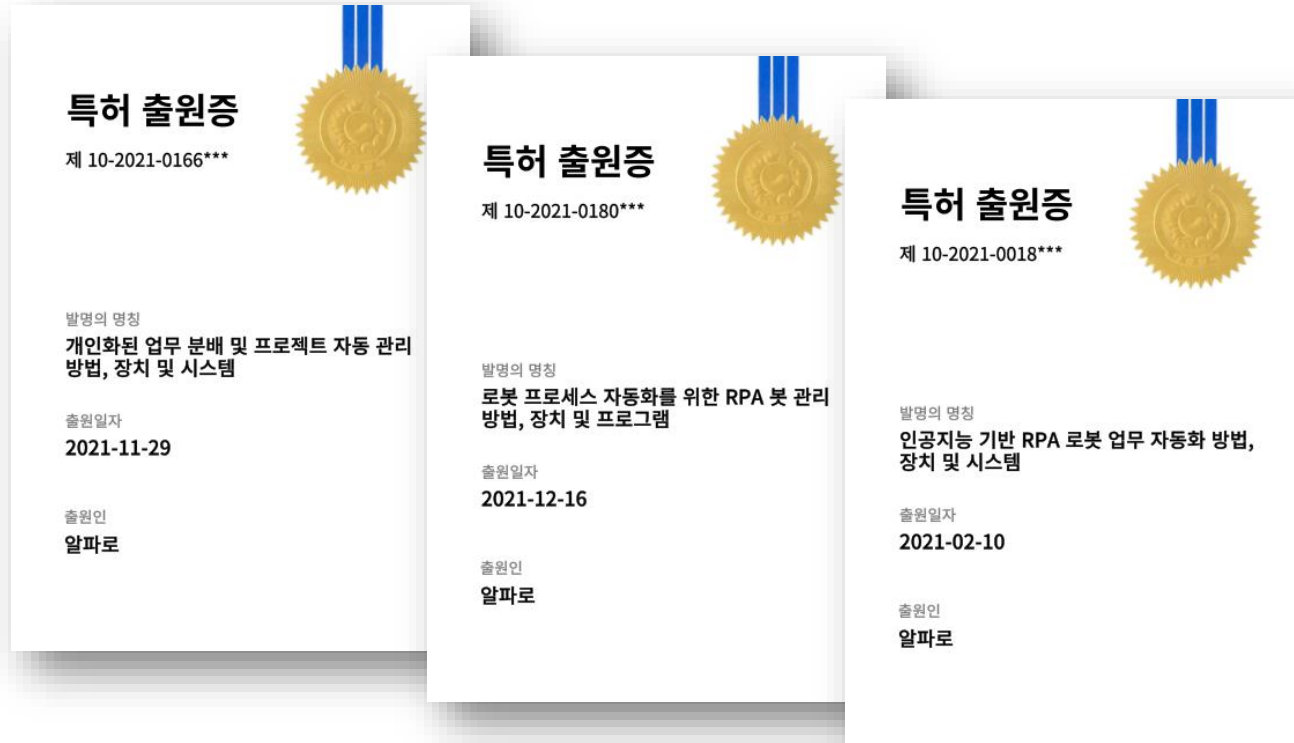 특허 출원증
제 10-2021-0166***
발명의 명칭
개인화된 업무 분배 및 프로젝트 자동 관리
방법, 장치 및 시스템
출원일자
2021-11-29
출원인
알파로
특허 출원증
제 10-2021-0180***
발명의 명칭
로봇 프로세스 자동화를 위한 RPA 봇 관리
방법, 장치 및 프로그램
출원일자
2021-12-16
출원인
알파로
특허 출원증
제 10-2021-0018***
발명의 명칭
인공지능 기반 RPA 로봇 업무 자동화 방법,
장치 및 시스템
출원일자
2021-02-10
출원인
알파로